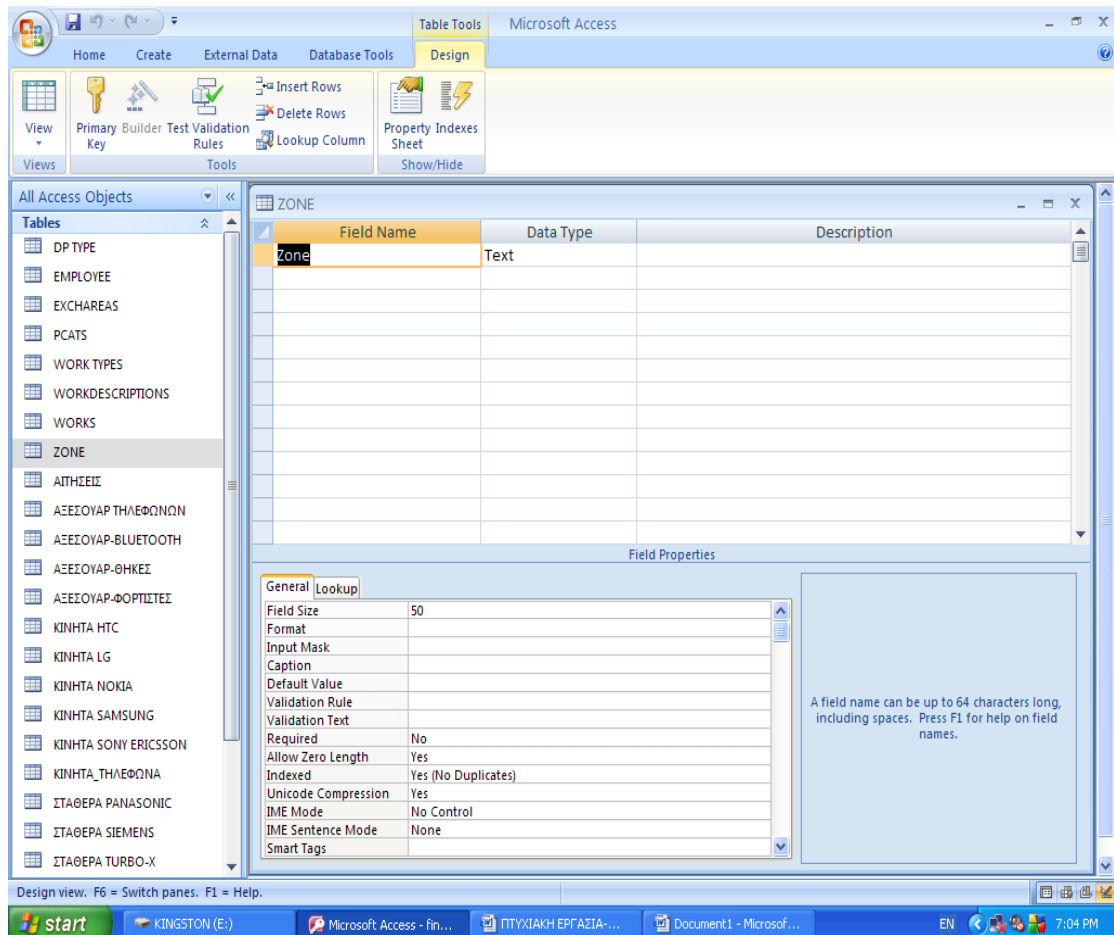 Table Tools Microsoft Access
Home Create External Data Database Tools Design
View
Views
Primary Key
Builder
Test Validation Rules
Insert Rows
Delete Rows
Lookup Column
Tools
Property Sheet
Indexes
Show/Hide
All Access Objects
Tables
DP TYPE
EMPLOYEE
EXCHAREAS
PCATS
WORK TYPES
WORKDESCRIPTIONS
WORKS
ZONE
ΑΙΤΗΣΕΙΣ
ΑΞΕΣΟΥΑΡ ΤΗΛΕΦΩΝΩΝ
ΑΞΕΣΟΥΑΡ-BLUETOOTH
ΑΞΕΣΟΥΑΡ-ΘΗΚΕΣ
ΑΞΕΣΟΥΑΡ-ΦΟΡΤΙΣΤΕΣ
ΚΙΝΗΤΑ HTC
ΚΙΝΗΤΑ LG
ΚΙΝΗΤΑ NOKIA
ΚΙΝΗΤΑ SAMSUNG
ΚΙΝΗΤΑ SONY ERICSSON
ΚΙΝΗΤΑ_ΤΗΛΕΦΩΝΑ
ΣΤΑΘΕΡΑ PANASONIC
ΣΤΑΘΕΡΑ SIEMENS
ΣΤΑΘΕΡΑ TURBO-X
ZONE
Field Name Data Type Description
Zone Text
Field Properties
General Lookup
Field Size 50
Format
Input Mask
Caption
Default Value
Validation Rule
Validation Text
Required No
Allow Zero Length Yes
Indexed Yes (No Duplicates)
Unicode Compression Yes
IME Mode No Control
IME Sentence Mode None
Smart Tags
A field name can be up to 64 characters long,
including spaces. Press F1 for help on field
names.
Design view. F6 = Switch panes. F1 = Help.
start KINGSTON (E:) Microsoft Access - fin... ΠΤΥΧΙΑΚΗ ΕΡΓΑΣΙΑ-... Document1 - Microsof... EN 7:04 PM